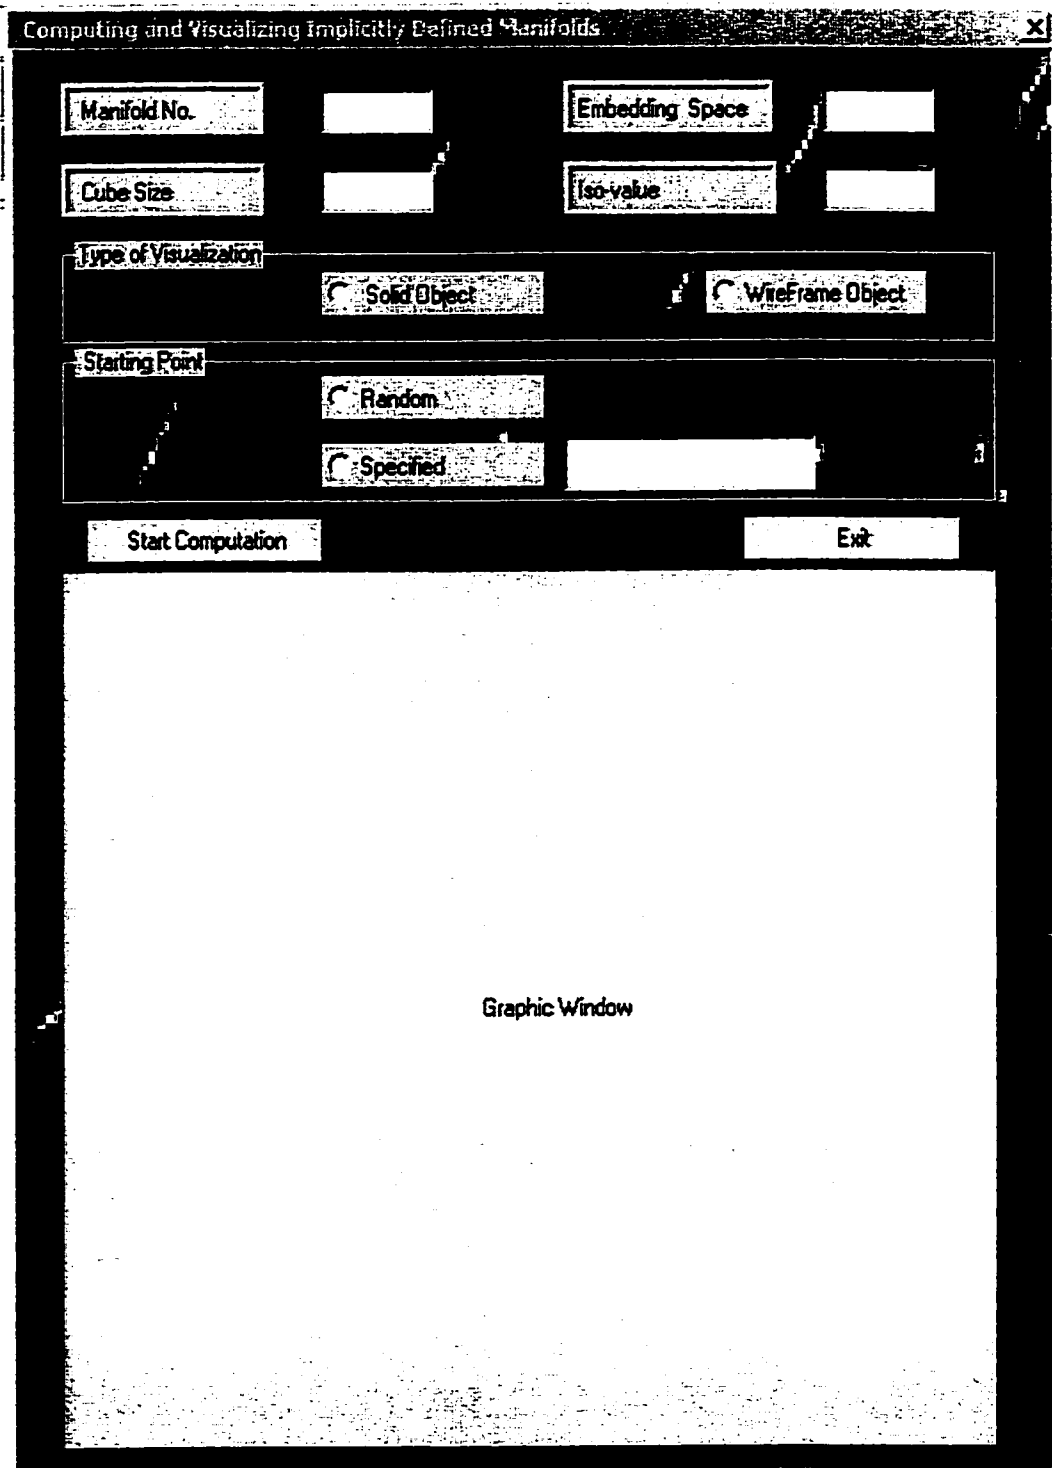 Computing and Visualizing Implicitly Defined Manifolds
Manifold No.
Embedding Space
Cube Size
Iso-value
Type of Visualization
Solid Object
WireFrame Object
Starting Point
Random
Specified
Start Computation
Exit
Graphic Window